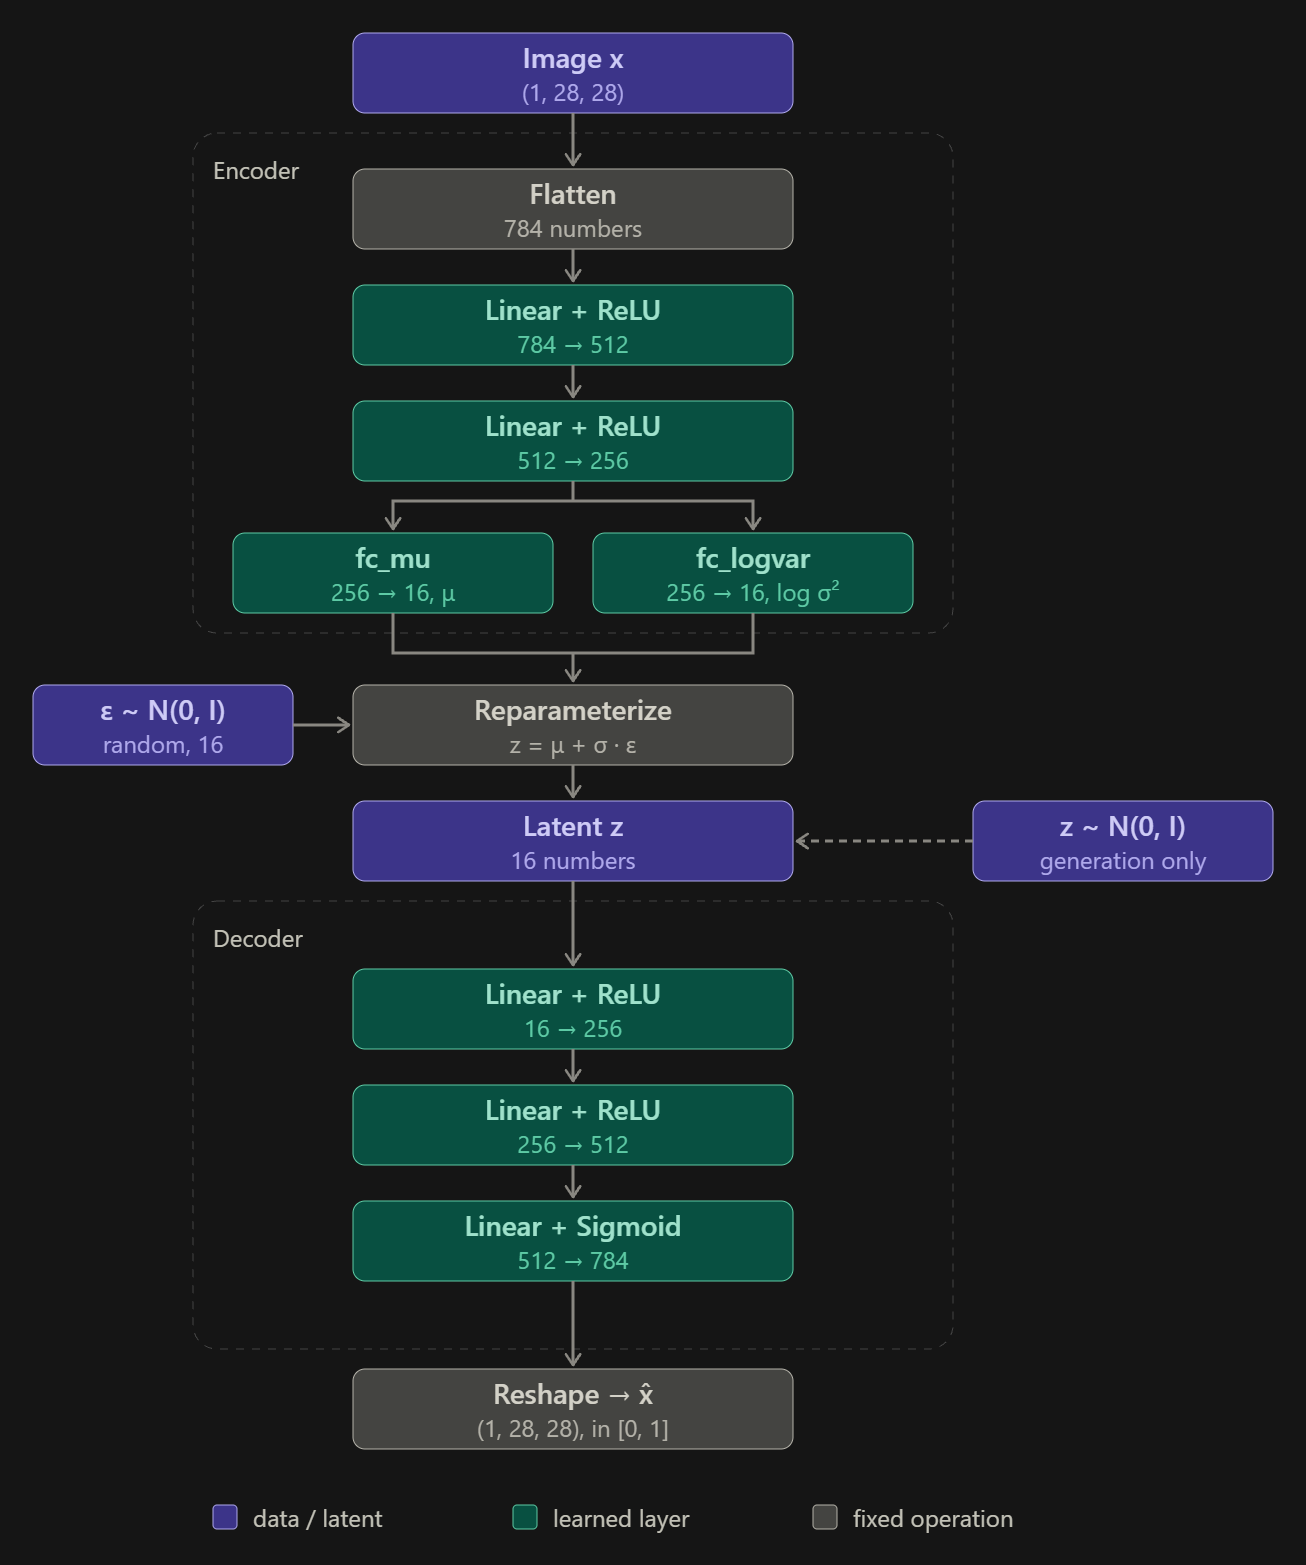 Image x
(1, 28, 28)
Encoder
Flatten
784 numbers
Linear + ReLU
784 → 512
Linear + ReLU
512 → 256
fc_mu
256 → 16, μ
fc_logvar
256 → 16, log σ²
ε ~ N(0, I)
random, 16
Reparameterize
z = μ + σ · ε
Latent z
16 numbers
z ~ N(0, I)
generation only
Decoder
Linear + ReLU
16 → 256
Linear + ReLU
256 → 512
Linear + Sigmoid
512 → 784
Reshape → x̂
(1, 28, 28), in [0, 1]
data / latent
learned layer
fixed operation